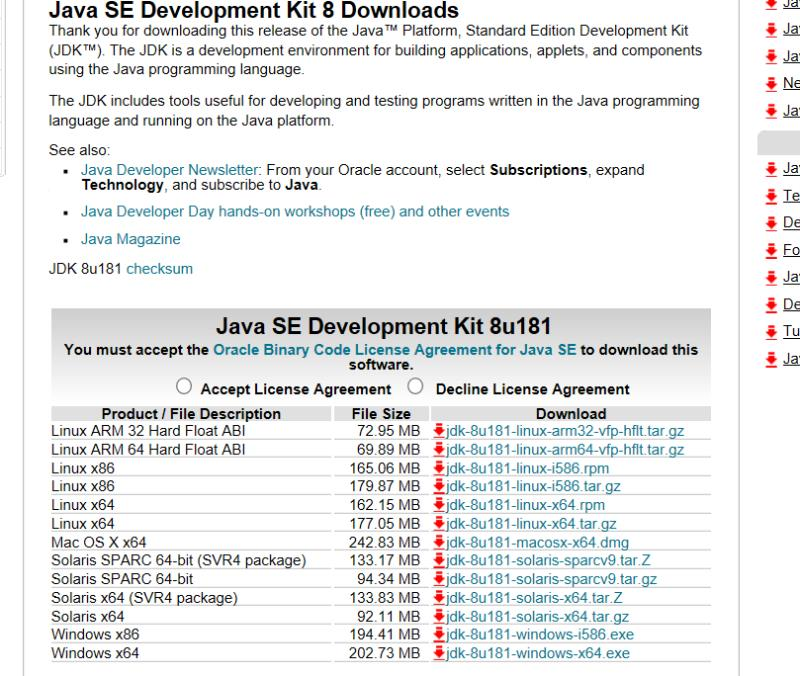 Java SE Development Kit 8 Downloads
Thank you for downloading this release of the Java™ Platform, Standard Edition Development Kit
(JDK™). The JDK is a development environment for building applications, applets, and components
using the Java programming language.
The JDK includes tools useful for developing and testing programs written in the Java programming
language and running on the Java platform.
See also:
Java Developer Newsletter: From your Oracle account, select Subscriptions, expand
Technology, and subscribe to Java.
Java Developer Day hands-on workshops (free) and other events
Java Magazine
JDK 8u181 checksum
Java SE Development Kit 8u181
You must accept the Oracle Binary Code License Agreement for Java SE to download this
software.
Accept License Agreement Decline License Agreement
Product / File Description File Size Download
Linux ARM 32 Hard Float ABI 72.95 MB jdk-8u181-linux-arm32-vfp-hflt.tar.gz
Linux ARM 64 Hard Float ABI 69.89 MB jdk-8u181-linux-arm64-vfp-hflt.tar.gz
Linux x86 165.06 MB jdk-8u181-linux-i586.rpm
Linux x86 179.87 MB jdk-8u181-linux-i586.tar.gz
Linux x64 162.15 MB jdk-8u181-linux-x64.rpm
Linux x64 177.05 MB jdk-8u181-linux-x64.tar.gz
Mac OS X x64 242.83 MB jdk-8u181-macosx-x64.dmg
Solaris SPARC 64-bit (SVR4 package) 133.17 MB jdk-8u181-solaris-sparcv9.tar.Z
Solaris SPARC 64-bit 94.34 MB jdk-8u181-solaris-sparcv9.tar.gz
Solaris x64 (SVR4 package) 133.83 MB jdk-8u181-solaris-x64.tar.Z
Solaris x64 92.11 MB jdk-8u181-solaris-x64.tar.gz
Windows x86 194.41 MB jdk-8u181-windows-i586.exe
Windows x64 202.73 MB jdk-8u181-windows-x64.exe